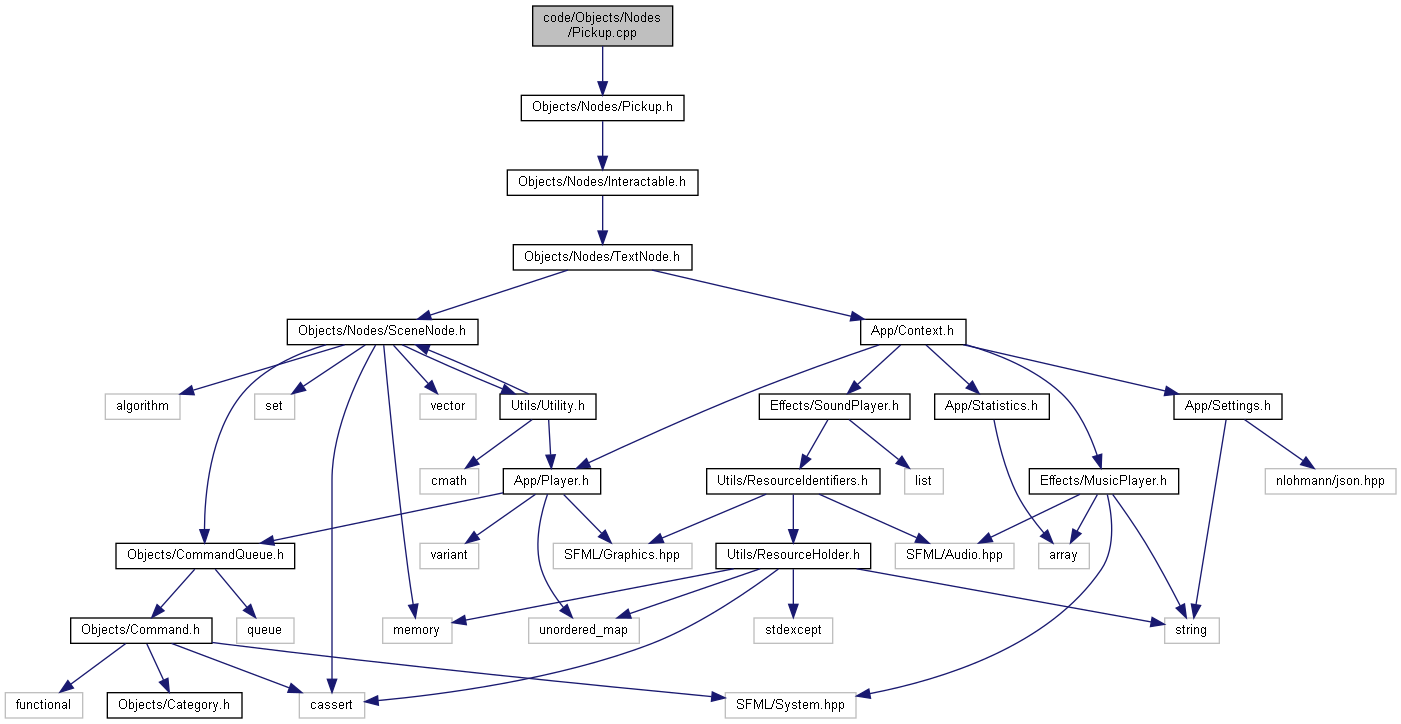 code/Objects/Nodes
/Pickup.cpp
Objects/Nodes/Pickup.h
Objects/Nodes/Interactable.h
Objects/Nodes/TextNode.h
Objects/Nodes/SceneNode.h
App/Context.h
algorithm
set
vector
Utils/Utility.h
Effects/SoundPlayer.h
App/Statistics.h
App/Settings.h
cmath
App/Player.h
Utils/ResourceIdentifiers.h
list
Effects/MusicPlayer.h
nlohmann/json.hpp
Objects/CommandQueue.h
variant
SFML/Graphics.hpp
Utils/ResourceHolder.h
SFML/Audio.hpp
array
Objects/Command.h
queue
memory
unordered_map
stdexcept
string
functional
Objects/Category.h
cassert
SFML/System.hpp